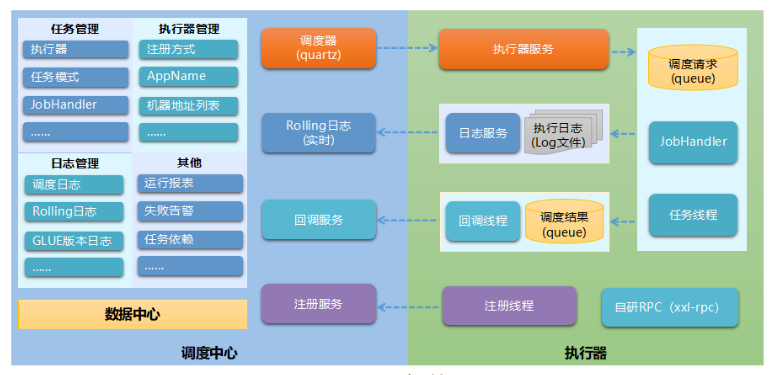 任务管理
执行器
任务模式
JobHandler
......
执行器管理
注册方式
AppName
机器地址列表
......
日志管理
调度日志
Rolling日志
GLUE版本日志
......
其他
运行报表
失败告警
任务依赖
......
数据中心
调度器
(quartz)
Rolling日志
(实时)
回调服务
注册服务
调度中心
执行器服务
日志服务
执行日志
(Log文件)
回调线程
调度结果
(queue)
注册线程
自研RPC（xxl-rpc）
调度请求
(queue)
JobHandler
任务线程
执行器